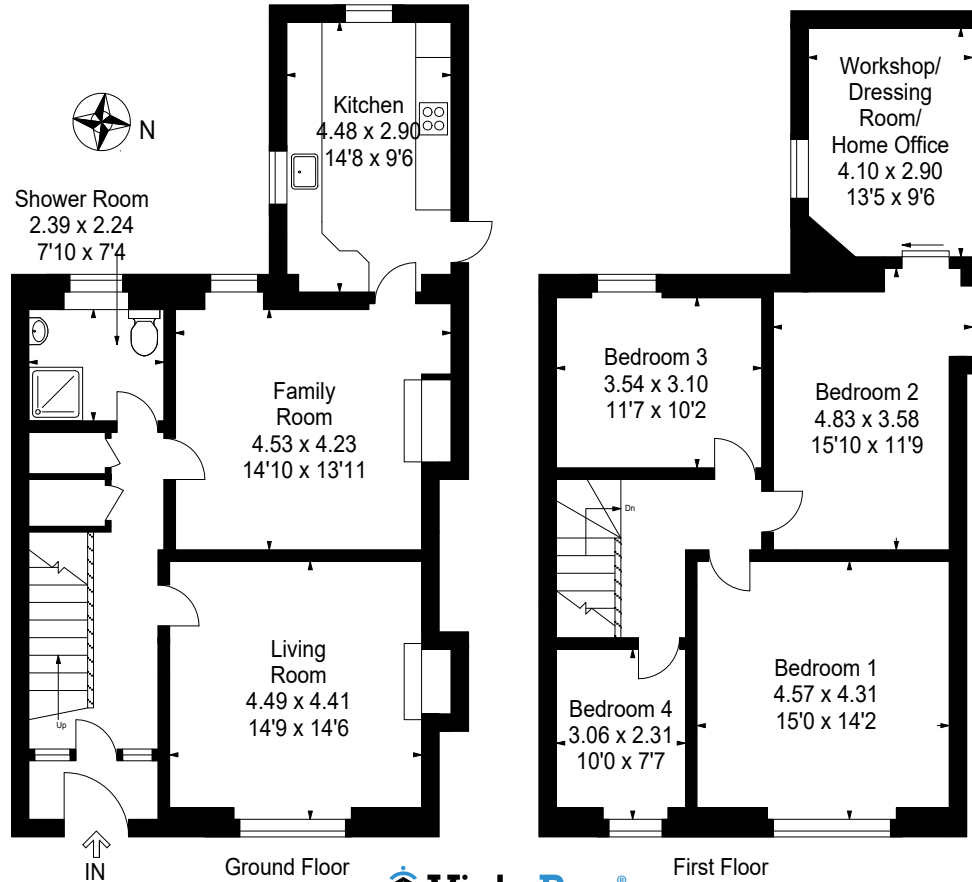 Kitchen
4.48 x 2.90
14'8 x 9'6
N
Shower Room
2.39 x 2.24
7'10 x 7'4
Family
Room
4.53 x 4.23
14'10 x 13'11
Living
Room
4.49 x 4.41
14'9 x 14'6
Up
IN
Ground Floor
Workshop/
Dressing
Room/
Home Office
4.10 x 2.90
13'5 x 9'6
Bedroom 3
3.54 x 3.10
11'7 x 10'2
Bedroom 2
4.83 x 3.58
15'10 x 11'9
Dn
Bedroom 1
4.57 x 4.31
15'0 x 14'2
Bedroom 4
3.06 x 2.31
10'0 x 7'7
First Floor